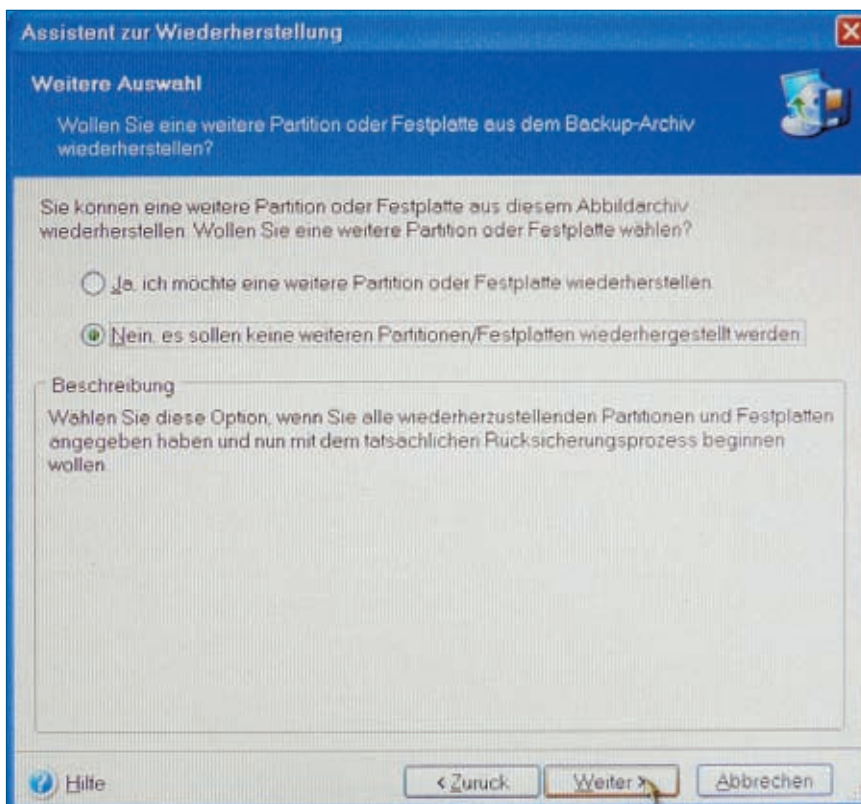 Assistent zur Wiederherstellung
Weitere Auswahl
Wollen Sie eine weitere Partition oder Festplatte aus dem Backup-Archiv
wiederherstellen?
Sie können eine weitere Partition oder Festplatte aus diesem Abbildarchiv
wiederherstellen. Wollen Sie eine weitere Partition oder Festplatte wählen?
Ja, ich möchte eine weitere Partition oder Festplatte wiederherstellen.
Nein, es sollen keine weiteren Partitionen/Festplatten wiederhergestellt werden
Beschreibung
Wählen Sie diese Option, wenn Sie alle wiederherzustellenden Partitionen und Festplatten
angegeben haben und nun mit dem tatsächlichen Rücksicherungsprozess beginnen
wollen.
Hilfe
< Zurück
Weiter >
Abbrechen